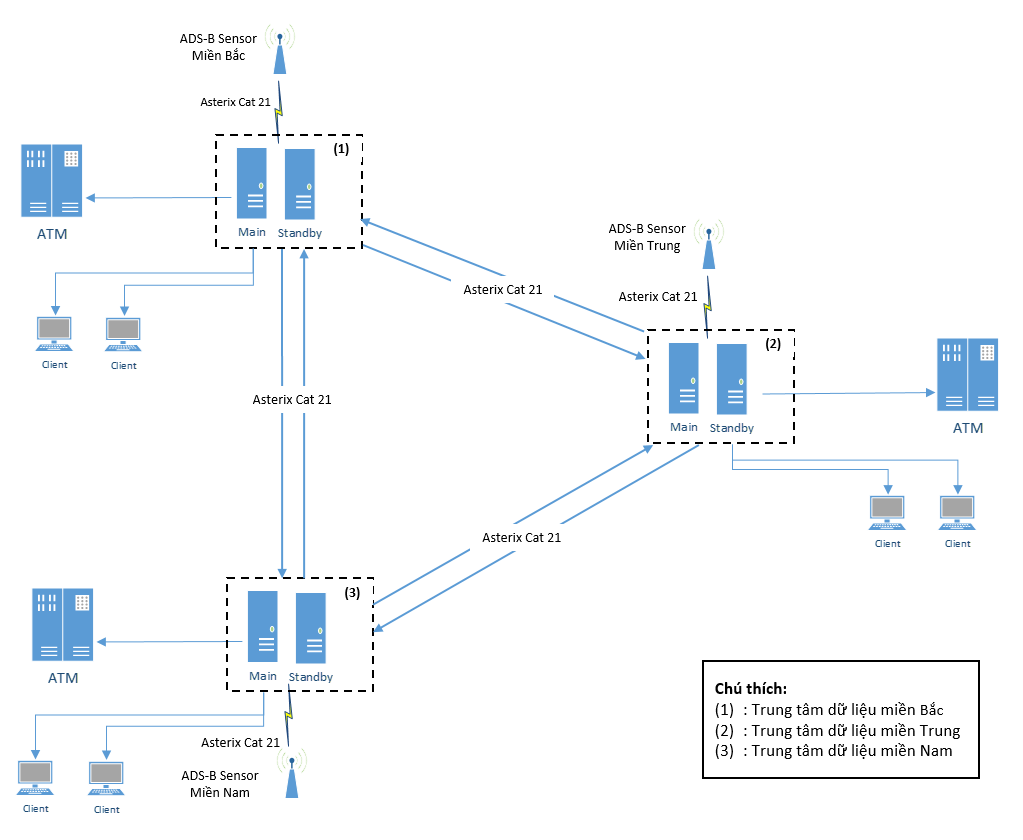 ADS-B Sensor
Miền Bắc
Asterix Cat 21
(1)
Main
Standby
ATM
Client
Client
ADS-B Sensor
Miền Trung
Asterix Cat 21
Asterix Cat 21
(2)
Main
Standby
ATM
Client
Client
Asterix Cat 21
Asterix Cat 21
(3)
Main
Standby
ATM
Asterix Cat 21
ADS-B Sensor
Miền Nam
Client
Client
Chú thích:
(1) : Trung tâm dữ liệu miền Bắc
(2) : Trung tâm dữ liệu miền Trung
(3) : Trung tâm dữ liệu miền Nam